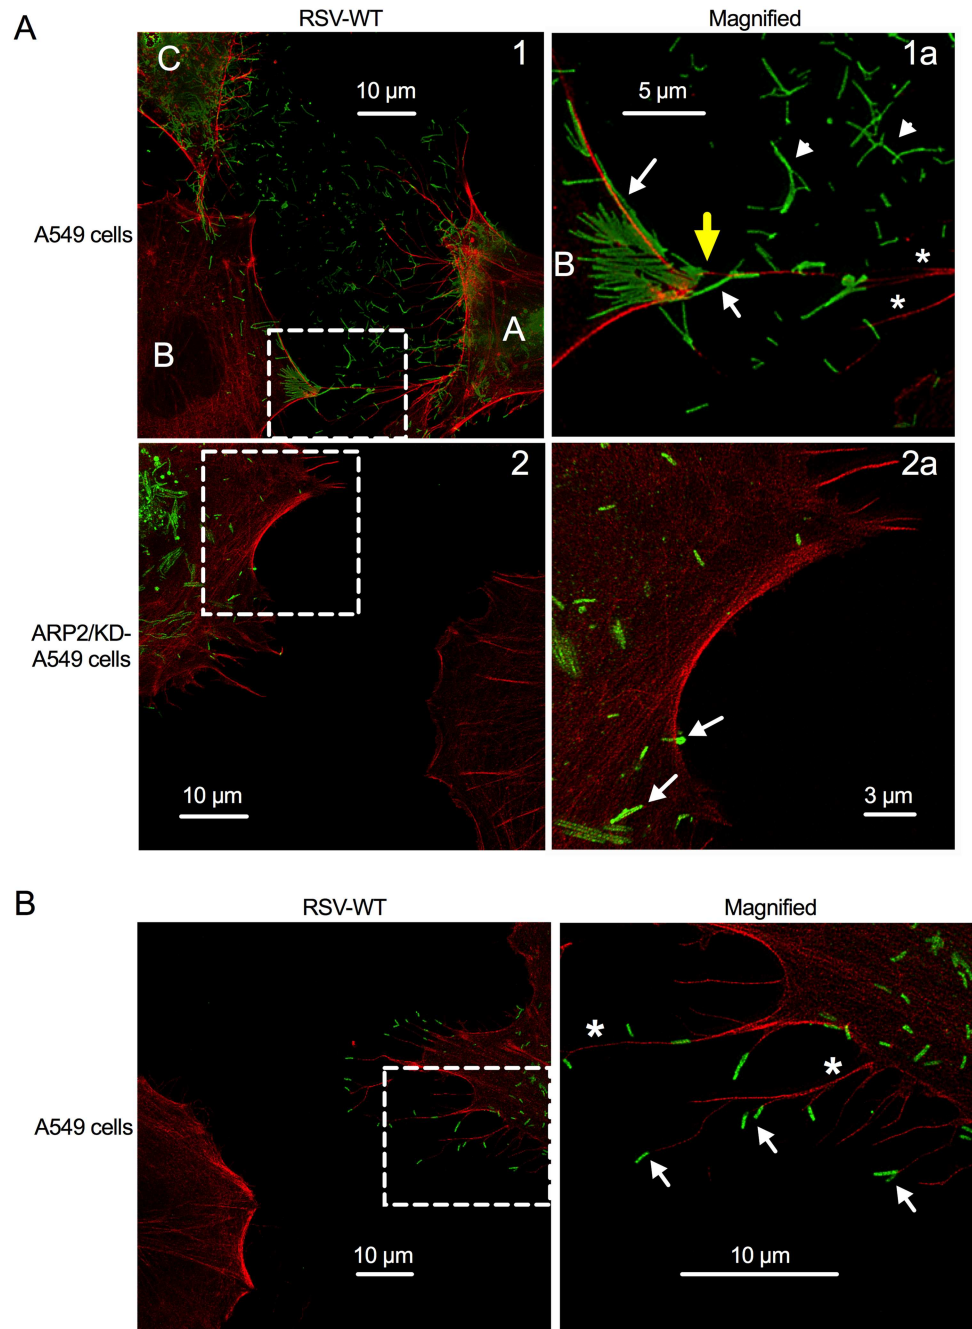 A
RSV-WT
Magnified
A549 cells
C
1
10 µm
B
A
1a
5 µm
B
*
*
ARP2/KD-
A549 cells
2
10 µm
2a
3 µm
B
RSV-WT
Magnified
A549 cells
10 µm
*
*
10 µm